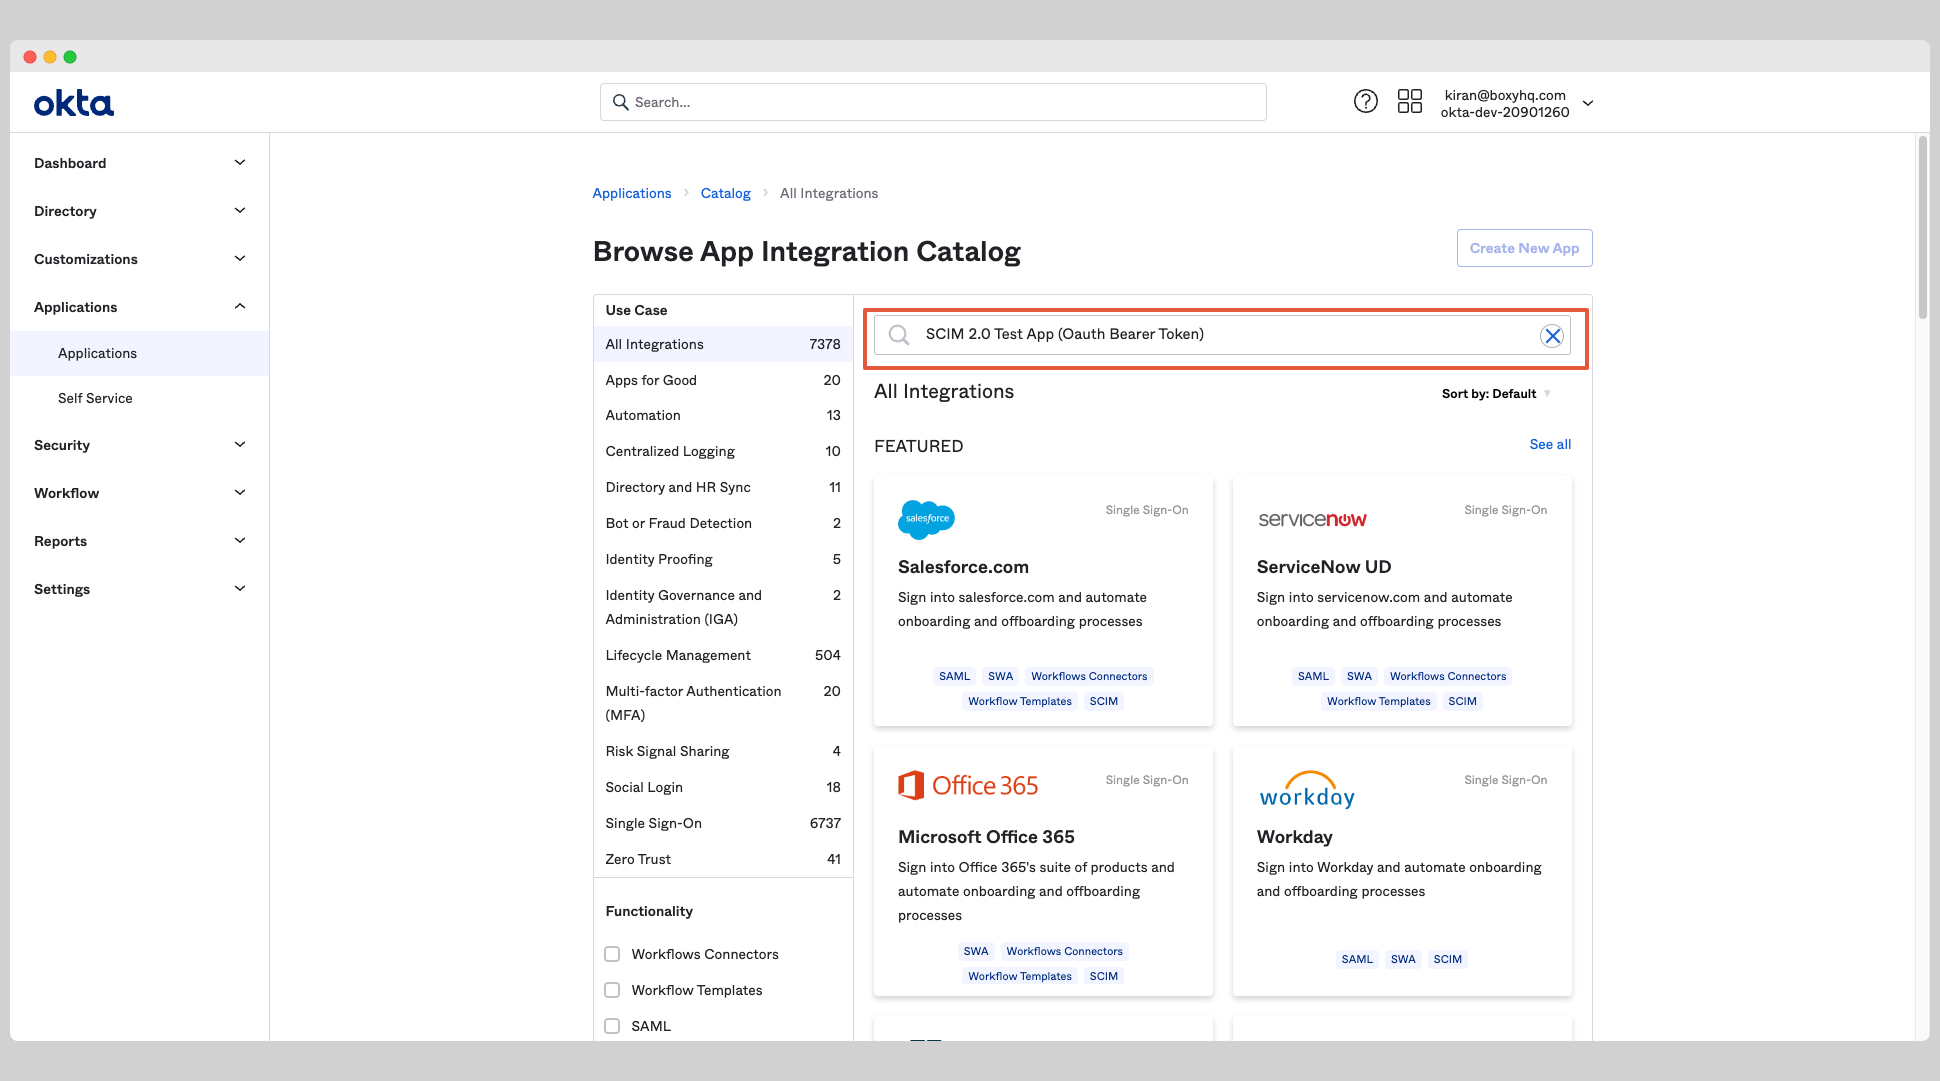 okta
Search...
kiran@boxyhq.com
okta-dev-20901260
Dashboard
Directory
Customizations
Applications
Applications
Self Service
Security
Workflow
Reports
Settings
Applications > Catalog > All Integrations
Browse App Integration Catalog
Create New App
Use Case
All Integrations 7378
Apps for Good 20
Automation 13
Centralized Logging 10
Directory and HR Sync 11
Bot or Fraud Detection 2
Identity Proofing 5
Identity Governance and 2
Administration (IGA)
Lifecycle Management 504
Multi-factor Authentication 20
(MFA)
Risk Signal Sharing 4
Social Login 18
Single Sign-On 6737
Zero Trust 41
Functionality
Workflows Connectors
Workflow Templates
SAML
SCIM 2.0 Test App (Oauth Bearer Token)
All Integrations
Sort by: Default
FEATURED
See all
salesforce
Single Sign-On
Salesforce.com
Sign into salesforce.com and automate
onboarding and offboarding processes
SAML SWA Workflows Connectors
Workflow Templates SCIM
servicenow
Single Sign-On
ServiceNow UD
Sign into servicenow.com and automate
onboarding and offboarding processes
SAML SWA Workflows Connectors
Workflow Templates SCIM
Office 365
Single Sign-On
Microsoft Office 365
Sign into Office 365's suite of products and
automate onboarding and offboarding
processes
SWA Workflows Connectors
Workflow Templates SCIM
workday
Single Sign-On
Workday
Sign into Workday and automate onboarding
and offboarding processes
SAML SWA SCIM